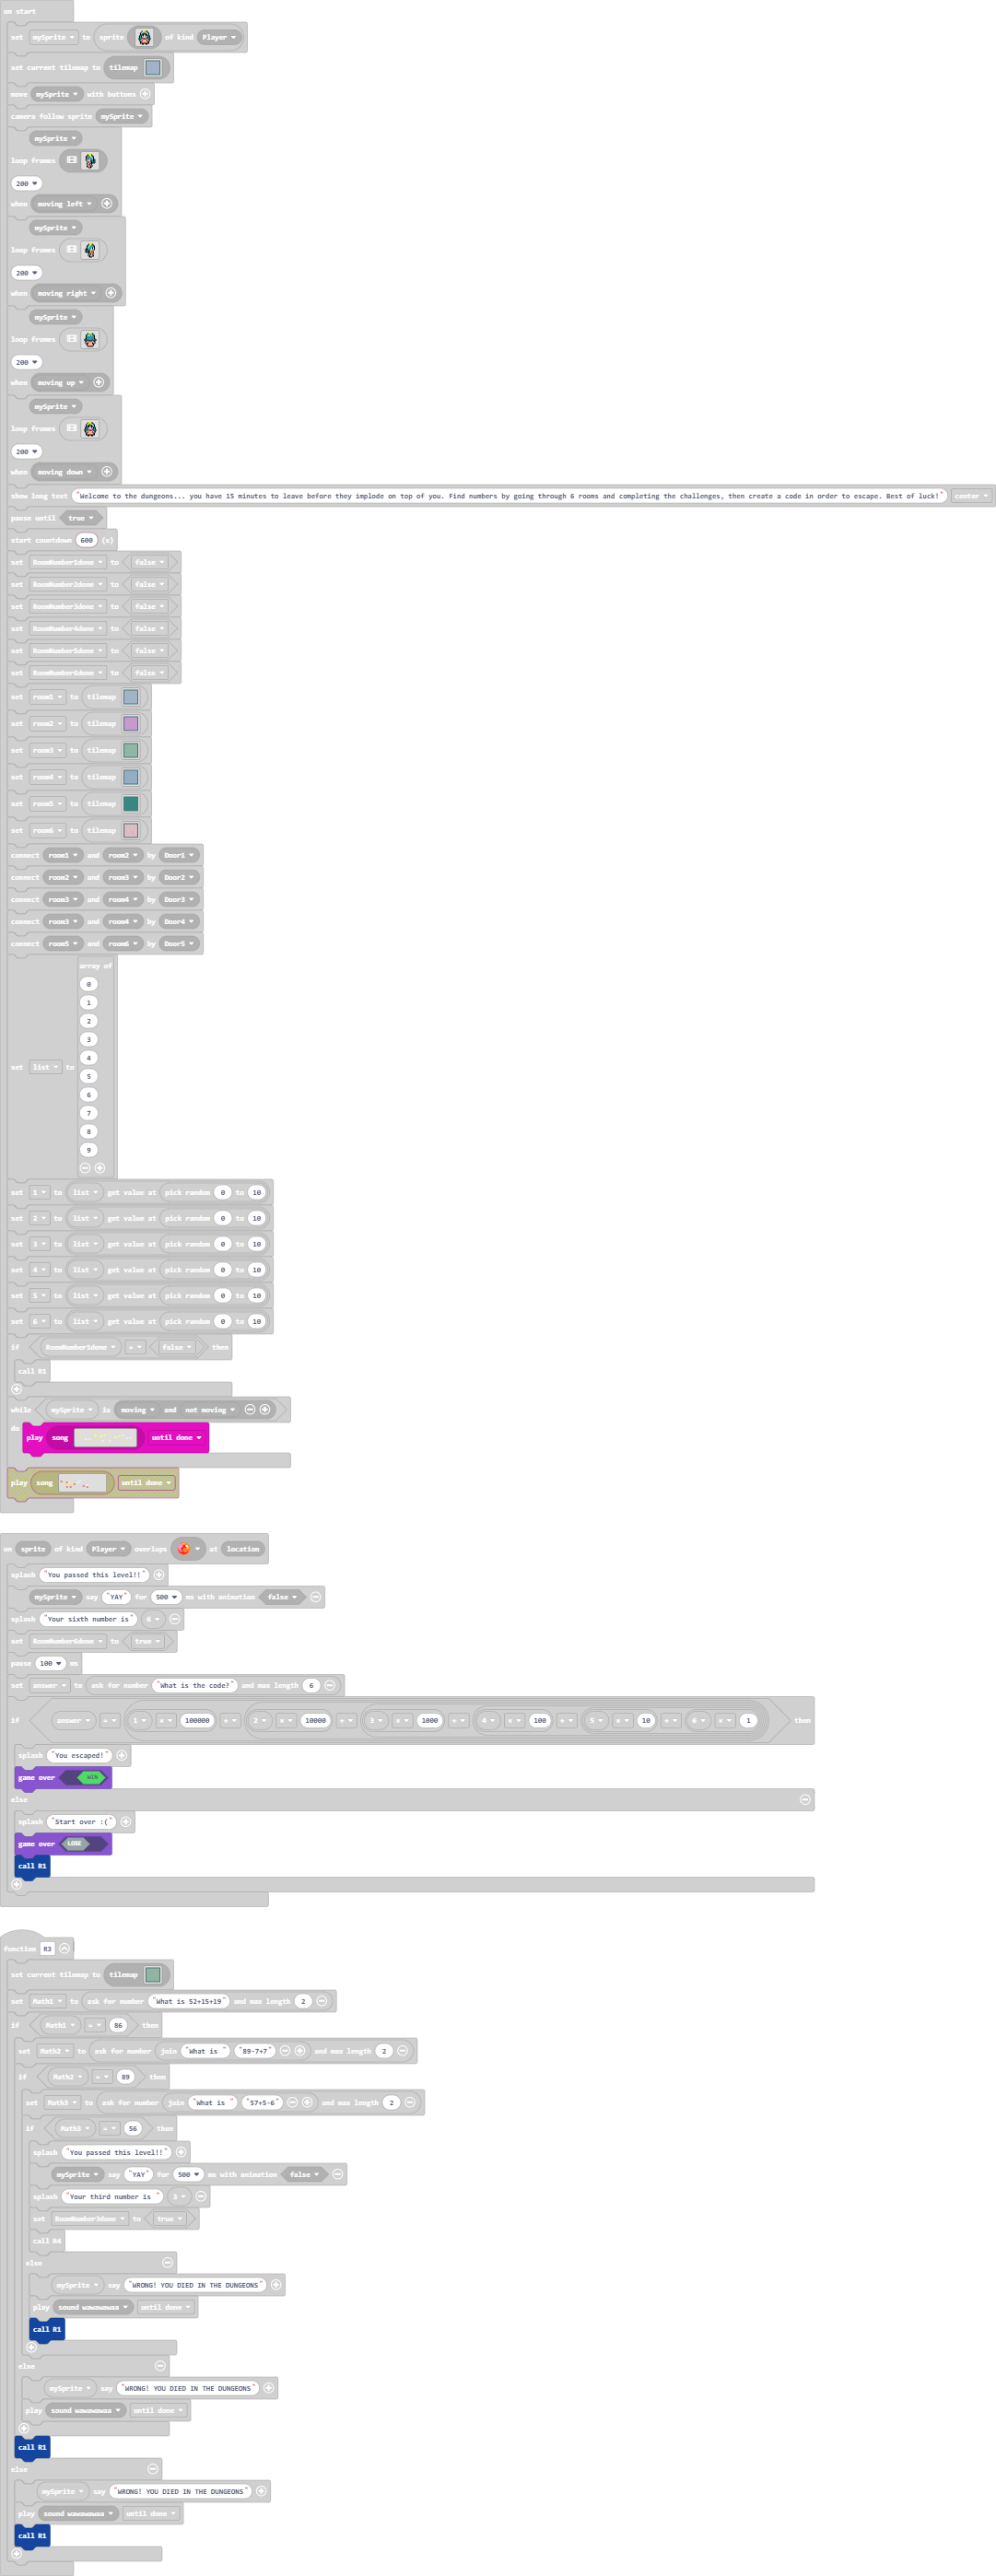 on start
set mySprite to sprite of kind Player
set current tilemap to tilemap
move mySprite with buttons
camera follow sprite mySprite
mySprite
loop frames
200
when moving left
mySprite
loop frames
200
when moving right
mySprite
loop frames
200
when moving up
mySprite
loop frames
200
when moving down
show long text "Welcome to the dungeons... you have 15 minutes to leave before they implode on top of you. Find numbers by going through 6 rooms and completing the challenges, then create a code in order to escape. Best of luck!" center
pause until true
start countdown 600 (s)
set RoomNumber1done to false
set RoomNumber2done to false
set RoomNumber3done to false
set RoomNumber4done to false
set RoomNumber5done to false
set RoomNumber6done to false
set room1 to tilemap
set room2 to tilemap
set room3 to tilemap
set room4 to tilemap
set room5 to tilemap
set room6 to tilemap
connect room1 and room2 by Door1
connect room2 and room3 by Door2
connect room3 and room4 by Door3
connect room3 and room4 by Door4
connect room5 and room6 by Door5
array of
0
1
2
3
4
set list to
5
6
7
8
9
set 1 to list get value at pick random 0 to 10
set 2 to list get value at pick random 0 to 10
set 3 to list get value at pick random 0 to 10
set 4 to list get value at pick random 0 to 10
set 5 to list get value at pick random 0 to 10
set 6 to list get value at pick random 0 to 10
if RoomNumber1done = false then
call R1
while mySprite is moving and not moving
do play song until done
play song until done
on sprite of kind Player overlaps at location
splash "You passed this level!!"
mySprite say "YAY" for 500 ms with animation false
splash "Your sixth number is" 6
set RoomNumber6done to true
pause 100 ms
set answer to ask for number "What is the code?" and max length 6
if answer = 1 x 100000 + 2 x 10000 + 3 x 1000 + 4 x 100 + 5 x 10 + 6 x 1 then
splash "You escaped!"
game over WIN
else
splash "Start over :("
game over LOSE
call R1
function R3
set current tilemap to tilemap
set Math1 to ask for number "What is 52+15+19" and max length 2
if Math1 = 86 then
set Math2 to ask for number join "What is " "89-7+7" and max length 2
if Math2 = 89 then
set Math3 to ask for number join "What is " "57+5-6" and max length 2
if Math3 = 56 then
splash "You passed this level!!"
mySprite say "YAY" for 500 ms with animation false
splash "Your third number is " 3
set RoomNumber3done to true
call R4
else
mySprite say "WRONG! YOU DIED IN THE DUNGEONS"
play sound wawawawaa until done
call R1
else
mySprite say "WRONG! YOU DIED IN THE DUNGEONS"
play sound wawawawaa until done
call R1
else
mySprite say "WRONG! YOU DIED IN THE DUNGEONS"
play sound wawawawaa until done
call R1